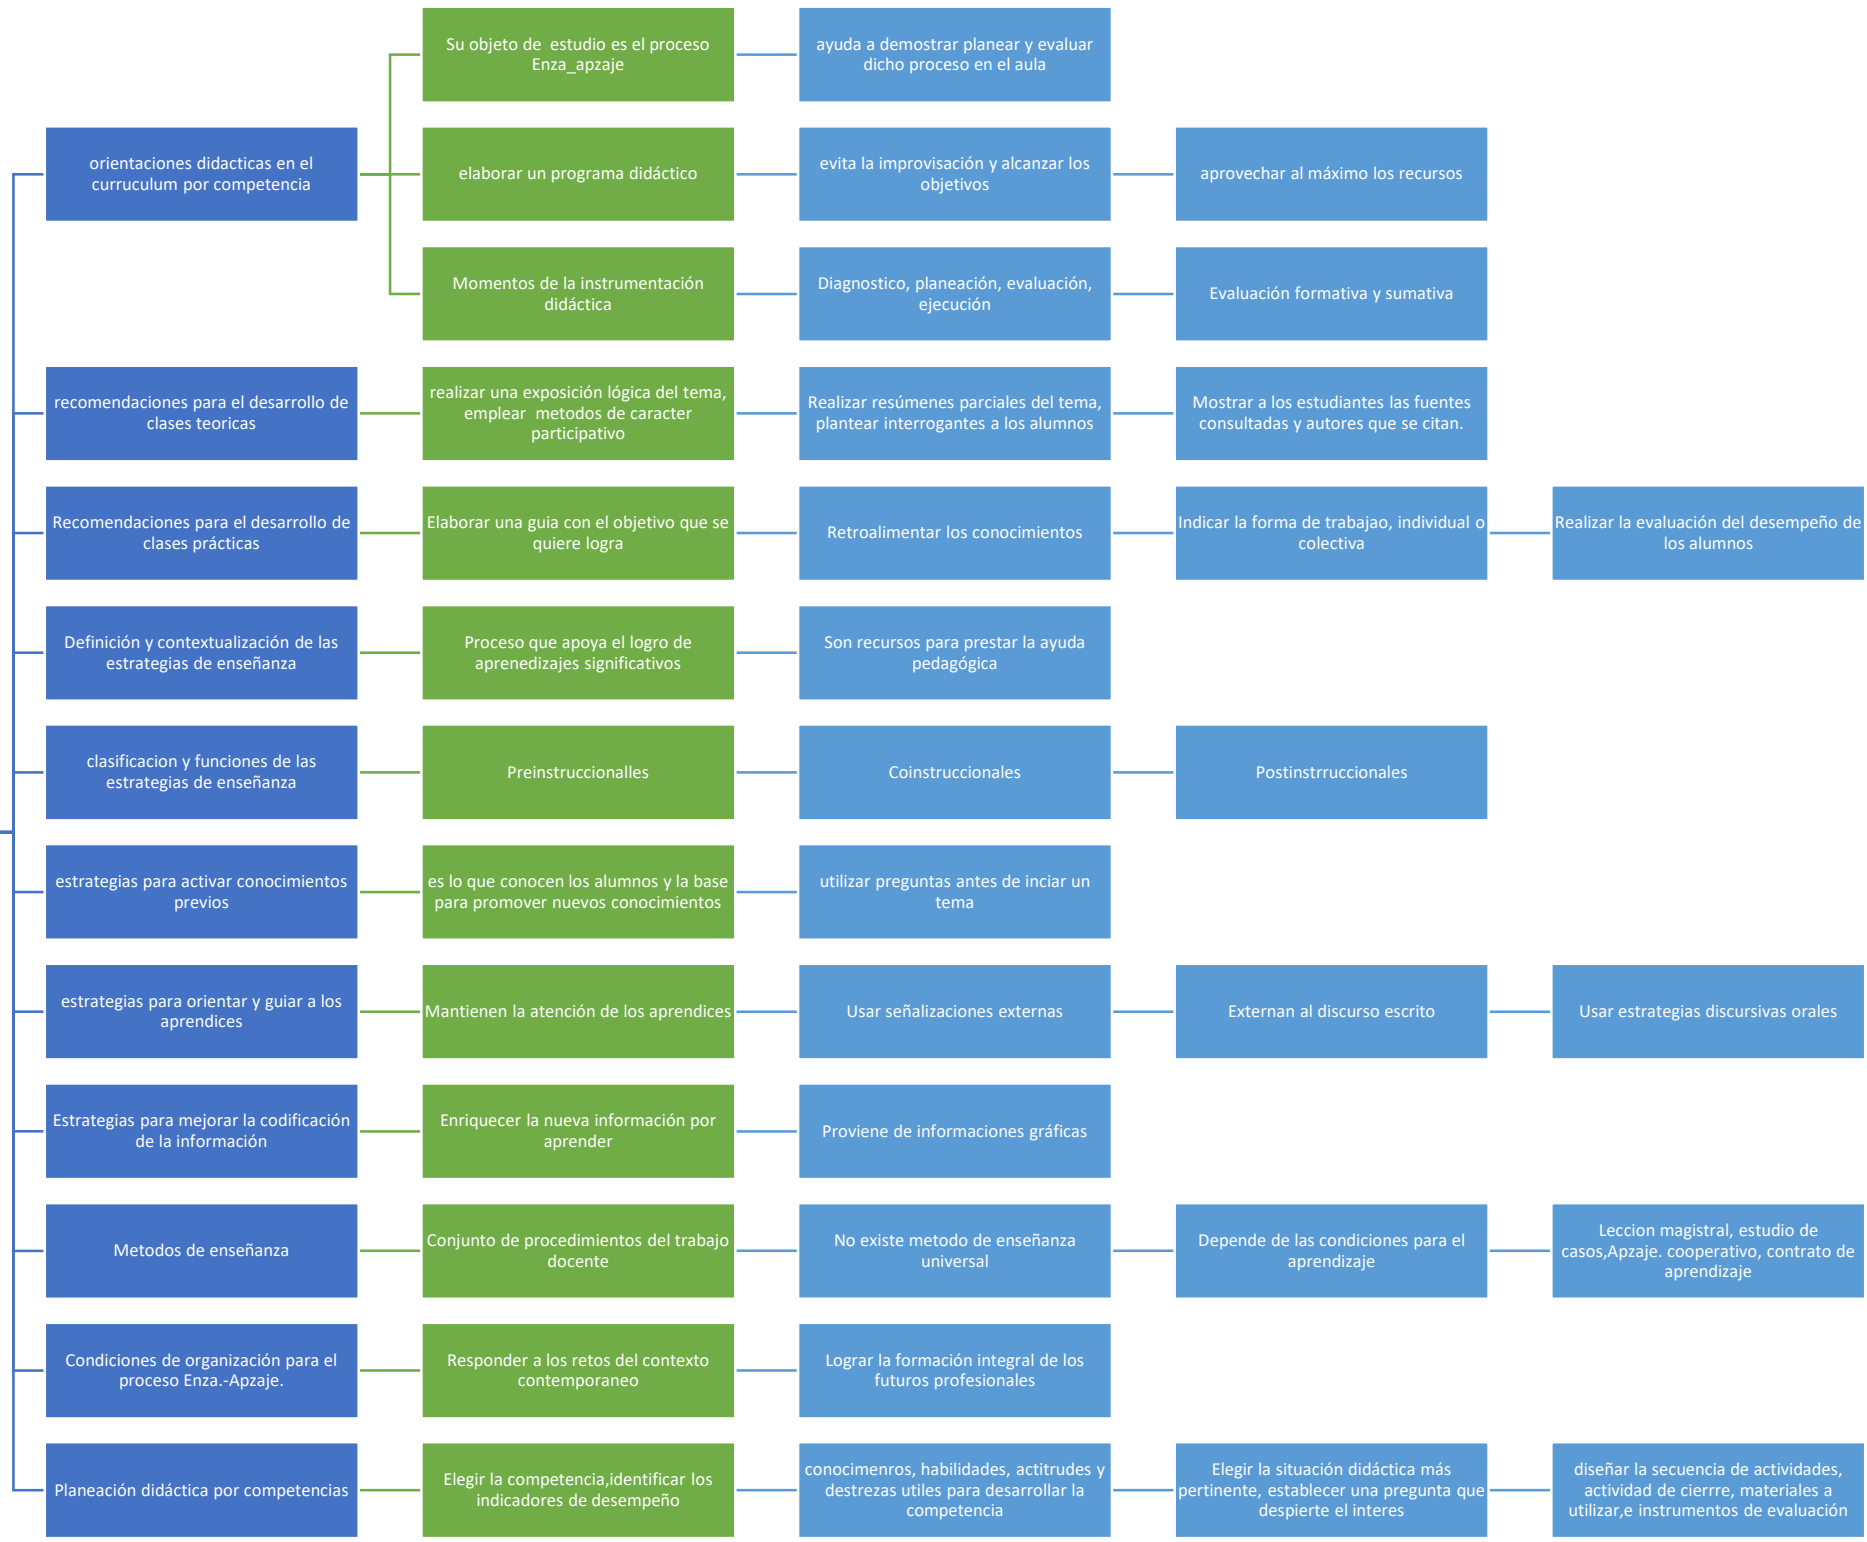 Su objeto de  estudio es el proceso
Enza_apzaje
ayuda a demostrar planear y evaluar
dicho proceso en el aula
orientaciones didacticas en el
curruculum por competencia
elaborar un programa didáctico
evita la improvisación y alcanzar los
objetivos
aprovechar al máximo los recursos
Momentos de la instrumentación
didáctica
Diagnostico, planeación, evaluación,
ejecución
Evaluación formativa y sumativa
recomendaciones para el desarrollo de
clases teoricas
realizar una exposición lógica del tema,
emplear  metodos de caracter
participativo
Realizar resúmenes parciales del tema,
plantear interrogantes a los alumnos
Mostrar a los estudiantes las fuentes
consultadas y autores que se citan.
Recomendaciones para el desarrollo de
clases prácticas
Elaborar una guia con el objetivo que se
quiere logra
Retroalimentar los conocimientos
Indicar la forma de trabajao, individual o
colectiva
Realizar la evaluación del desempeño de
los alumnos
Definición y contextualización de las
estrategias de enseñanza
Proceso que apoya el logro de
aprenedizajes significativos
Son recursos para prestar la ayuda
pedagógica
clasificacion y funciones de las
estrategias de enseñanza
Preinstruccionalles
Coinstruccionales
Postinstrruccionales
estrategias para activar conocimientos
previos
es lo que conocen los alumnos y la base
para promover nuevos conocimientos
utilizar preguntas antes de inciar un
tema
estrategias para orientar y guiar a los
aprendices
Mantienen la atención de los aprendices
Usar señalizaciones externas
Externan al discurso escrito
Usar estrategias discursivas orales
Estrategias para mejorar la codificación
de la información
Enriquecer la nueva información por
aprender
Proviene de informaciones gráficas
Metodos de enseñanza
Conjunto de procedimientos del trabajo
docente
No existe metodo de enseñanza
universal
Depende de las condiciones para el
aprendizaje
Leccion magistral, estudio de
casos,Apzaje. cooperativo, contrato de
aprendizaje
Condiciones de organización para el
proceso Enza.-Apzaje.
Responder a los retos del contexto
contemporaneo
Lograr la formación integral de los
futuros profesionales
Planeación didáctica por competencias
Elegir la competencia,identificar los
indicadores de desempeño
conocimenros, habilidades, actitrudes y
destrezas utiles para desarrollar la
competencia
Elegir la situación didáctica más
pertinente, establecer una pregunta que
despierte el interes
diseñar la secuencia de actividades,
actividad de cierrre, materiales a
utilizar,e instrumentos de evaluación